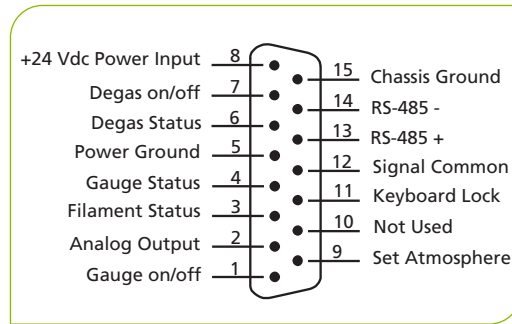 +24 Vdc Power Input 8
Degas on/off 7
Degas Status 6
Power Ground 5
Gauge Status 4
Filament Status 3
Analog Output 2
Gauge on/off 1
15 Chassis Ground
14 RS-485 -
13 RS-485 +
12 Signal Common
11 Keyboard Lock
10 Not Used
9 Set Atmosphere